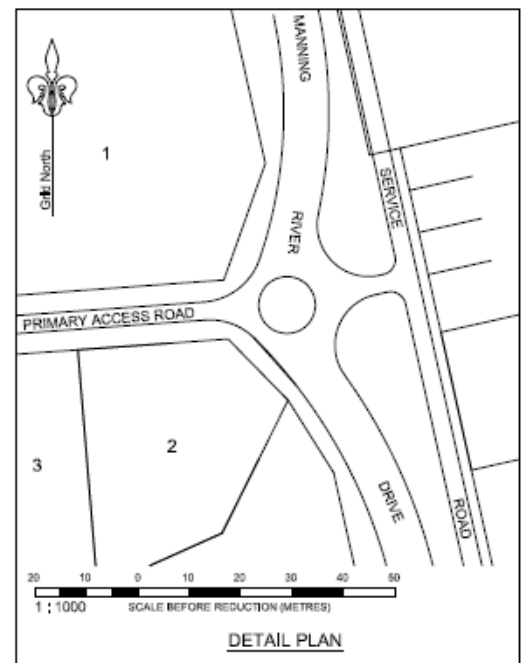 MANNING
Grid North
1
SERVICE
RIVER
PRIMARY ACCESS ROAD
2
3
DRIVE
ROAD
20 10 0 10 20 30 40 50
1 : 1000 SCALE BEFORE REDUCTION (METRES)
DETAIL PLAN